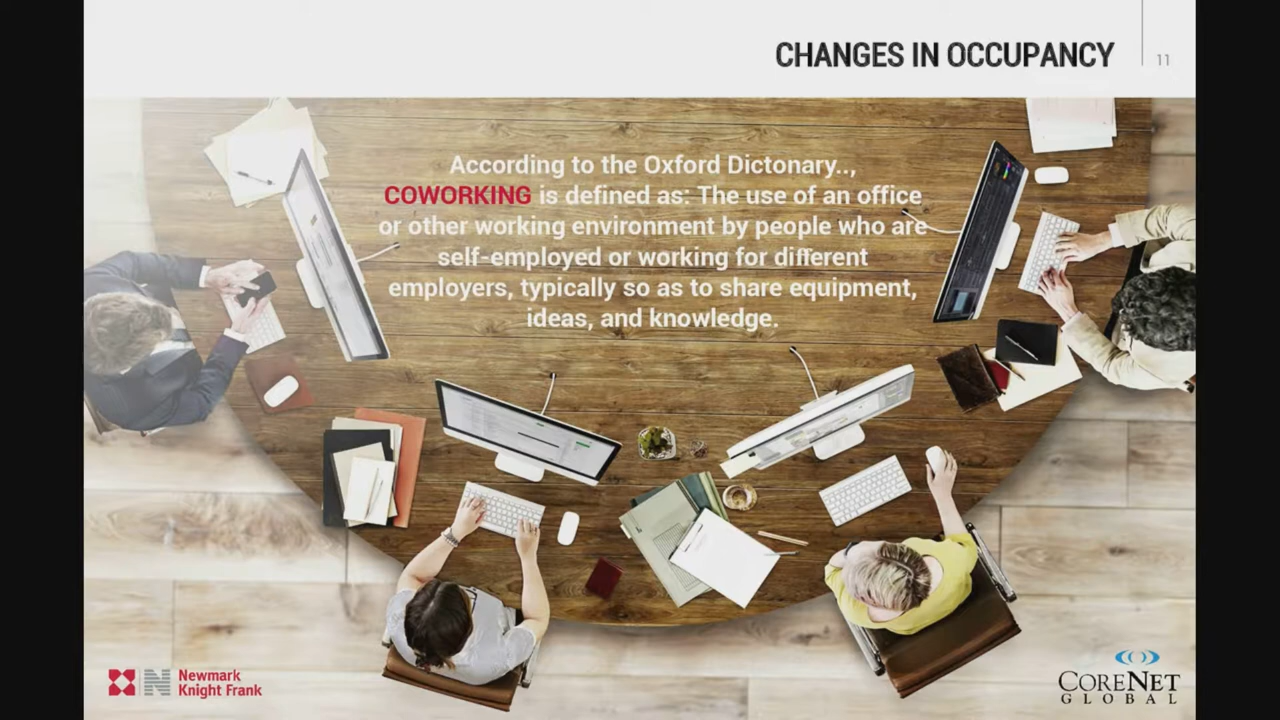 CHANGES IN OCCUPANCY
11
According to the Oxford Dictonary..,
COWORKING is defined as: The use of an office
or other working environment by people who are
self-employed or working for different
employers, typically so as to share equipment,
ideas, and knowledge.
Newmark
Knight Frank
CORENET
GLOBAL